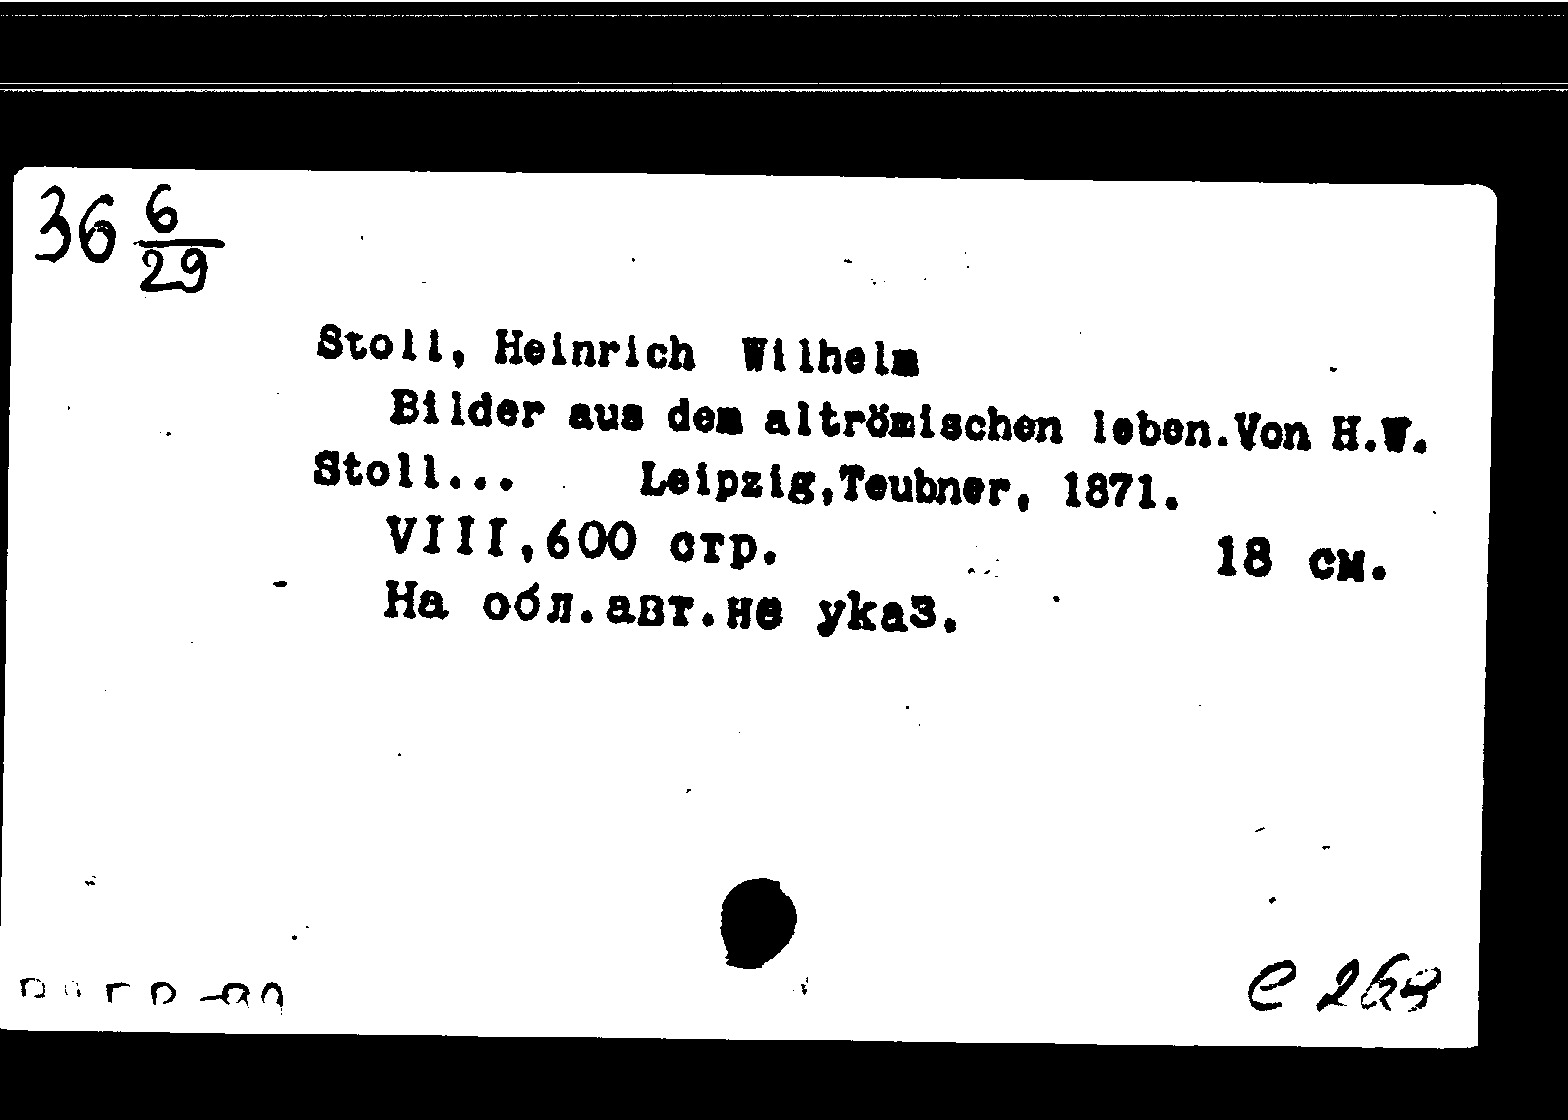 36 6/29
Stoll, Heinrich Wilhelm
Bilder aus dem altrömischen leben.Von H.W.
Stoll... Leipzig,Teubner, 1871.
VIII,600 стр. 18 см.
На обл.авт.не указ.